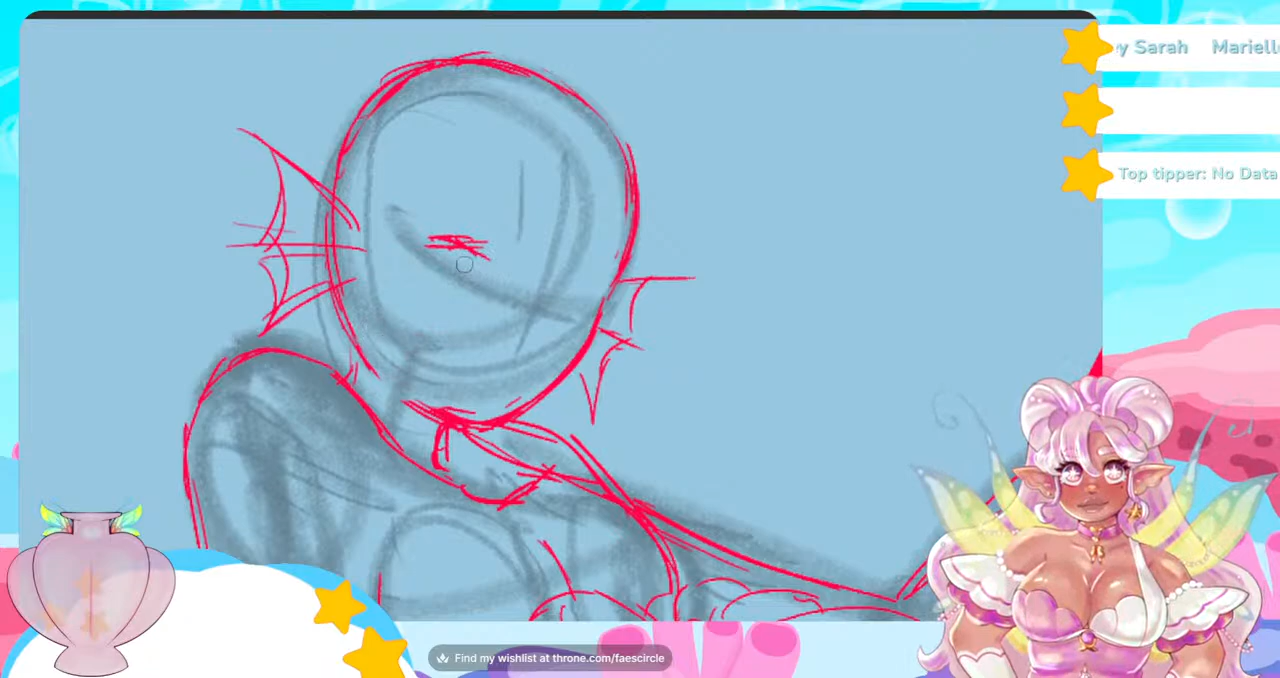 y Sarah Marielle
Top tipper: No Data
Find my wishlist at throne.com/faescircle